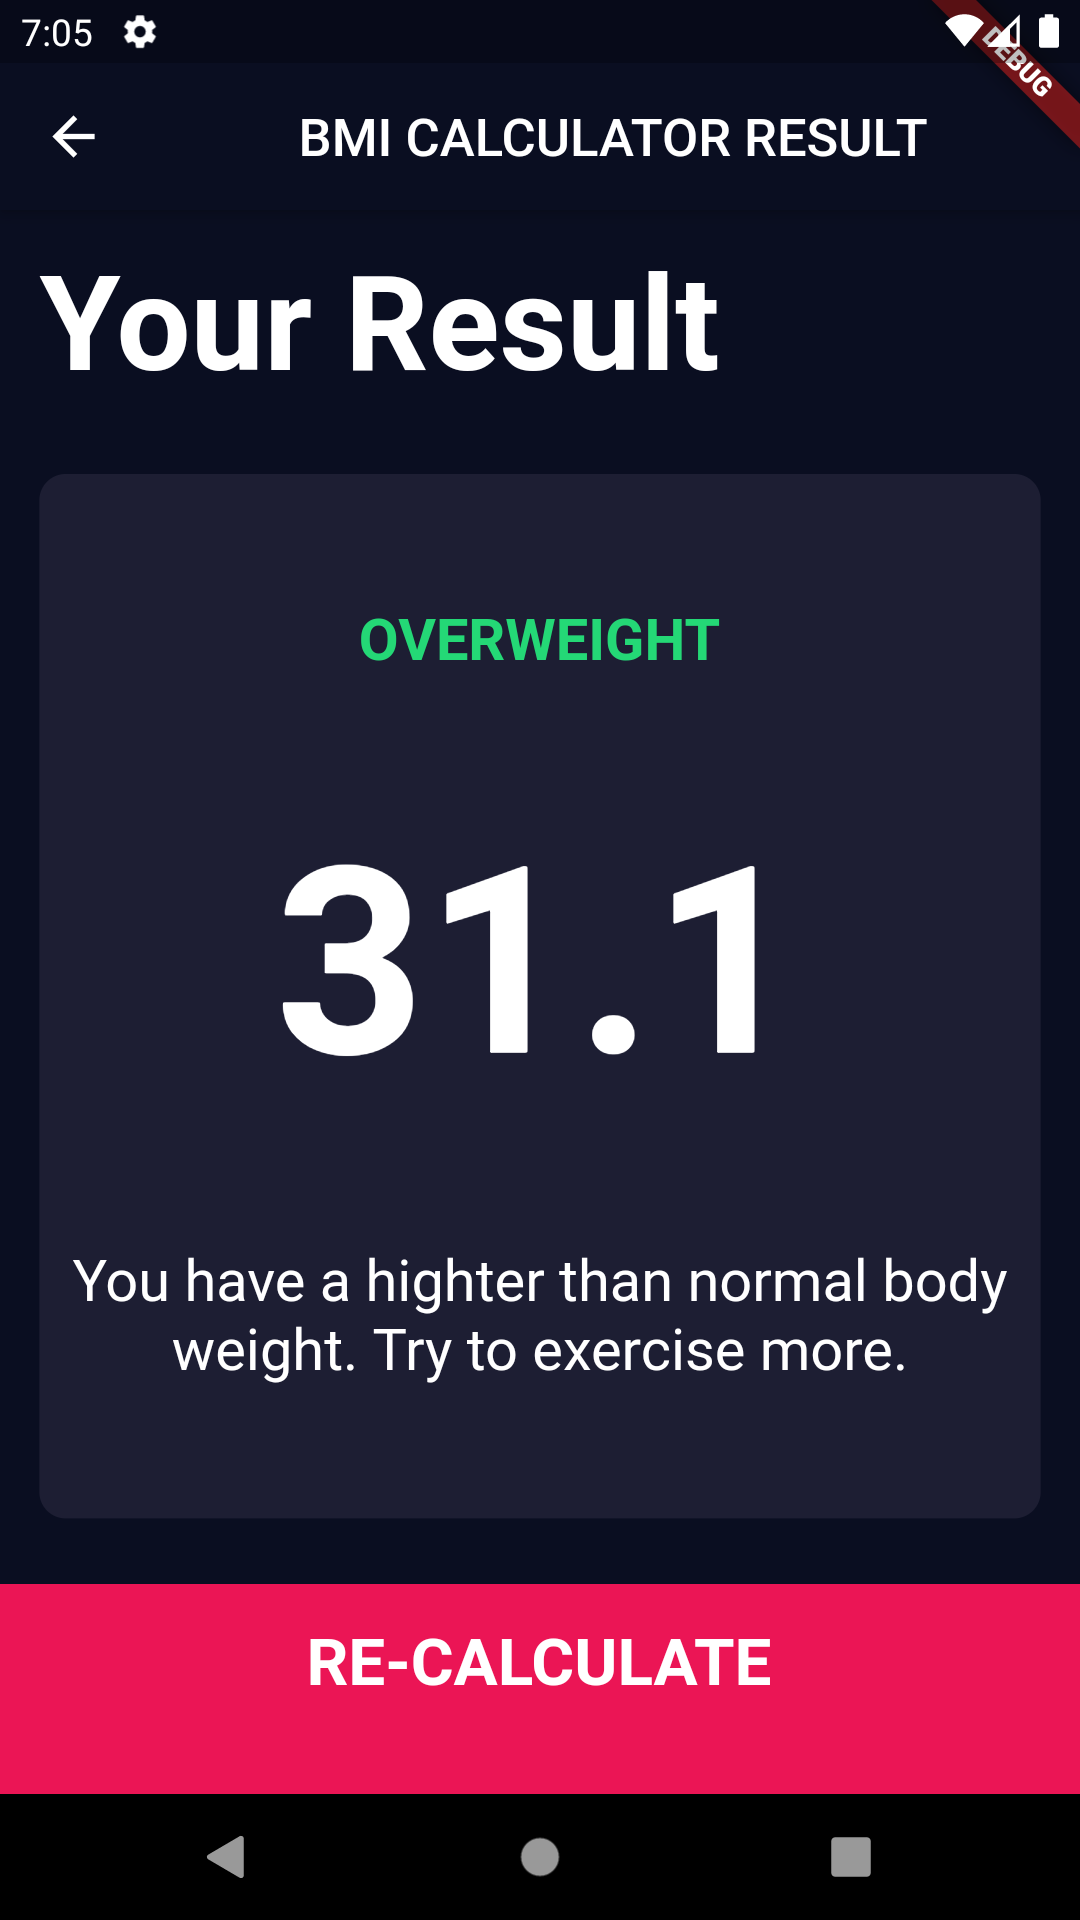 7:05
DEBUG
BMI CALCULATOR RESULT
Your Result
OVERWEIGHT
31.1
You have a highter than normal body
weight. Try to exercise more.
RE-CALCULATE